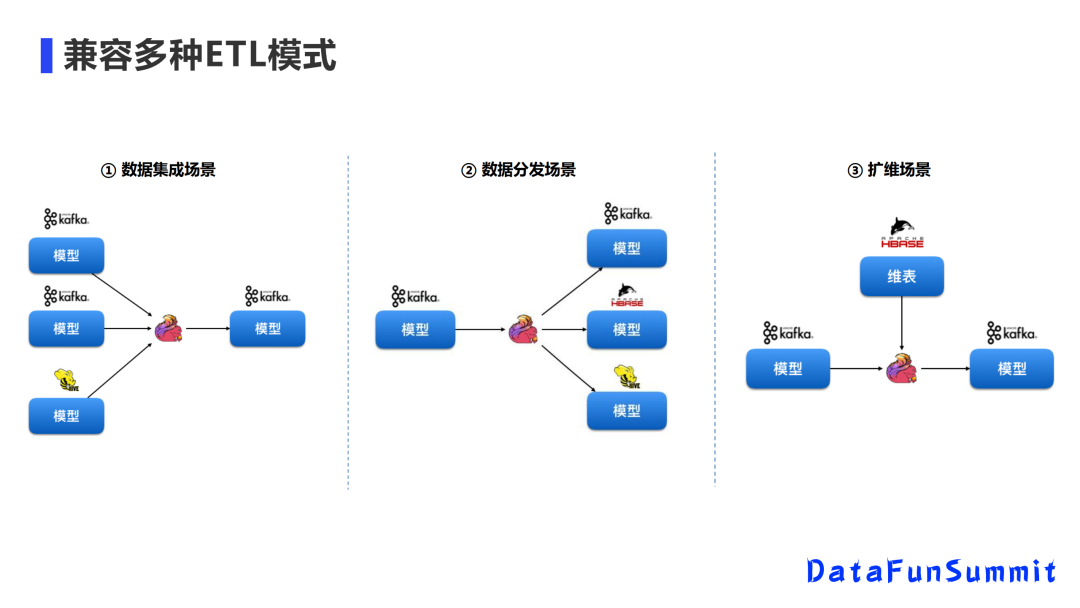 兼容多种ETL模式
① 数据集成场景
kafka
模型
kafka
模型
HIVE
模型
kafka
模型
② 数据分发场景
kafka
模型
kafka
模型
APACHE
HBASE
模型
HIVE
模型
③ 扩维场景
APACHE
HBASE
维表
kafka
模型
kafka
模型
DataFunSummit